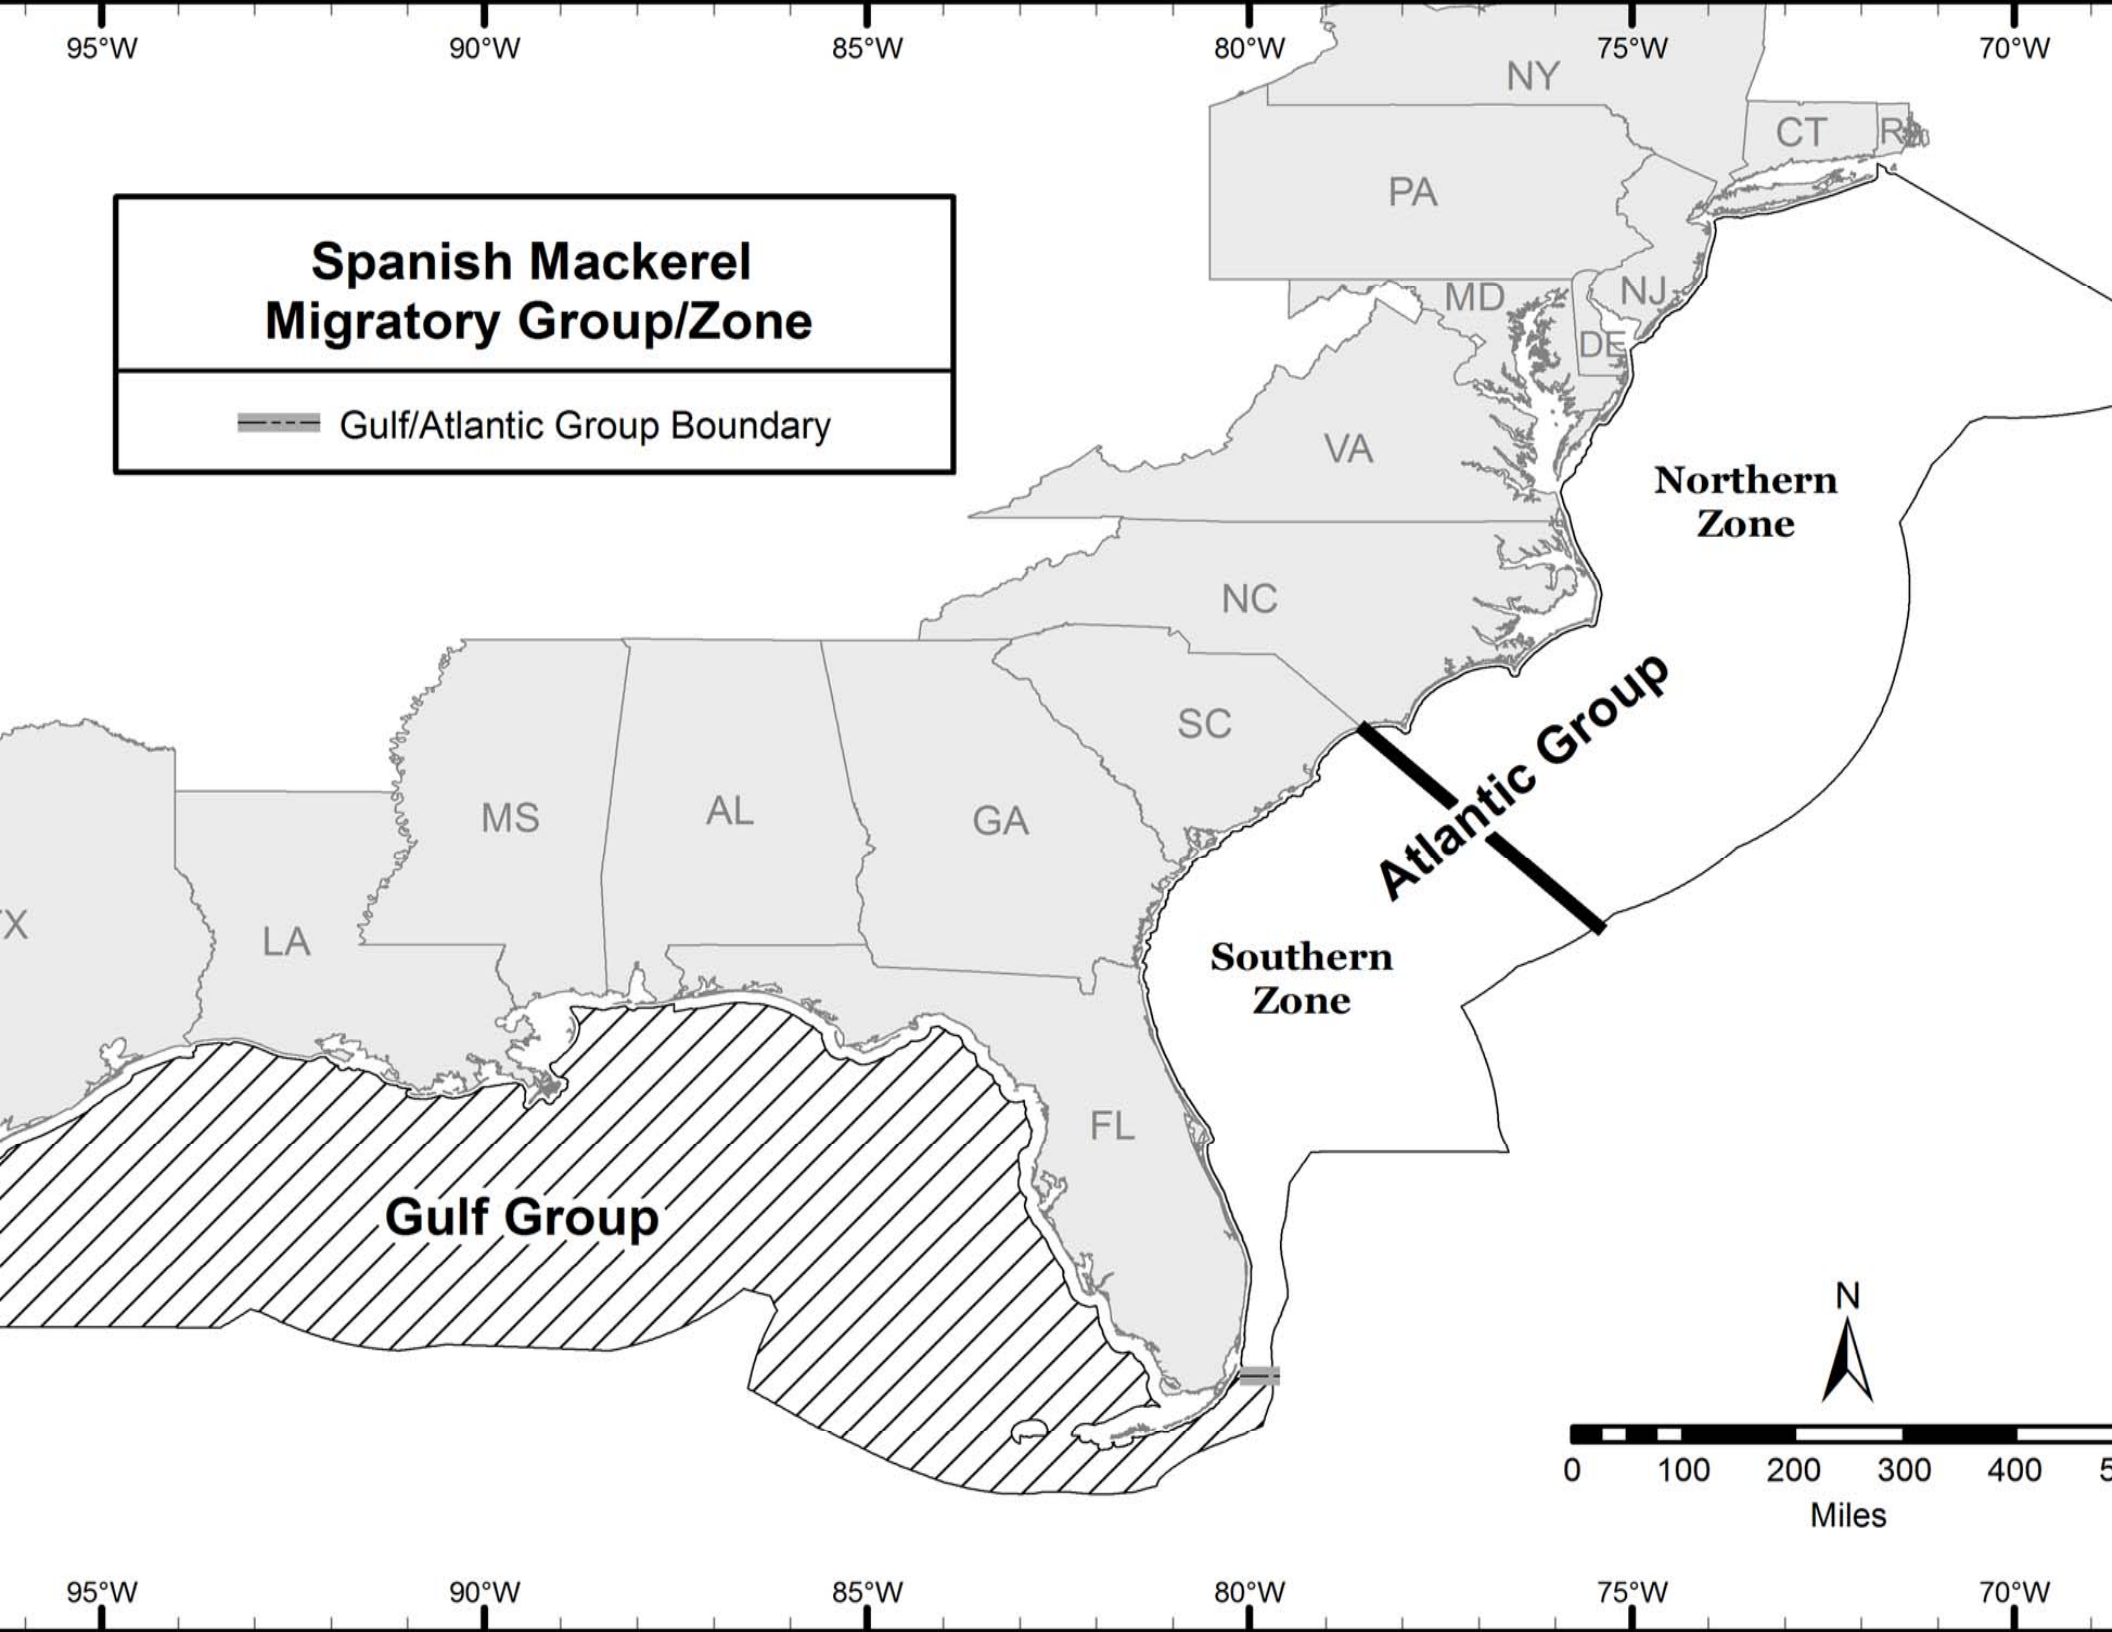 95°W 90°W 85°W 80°W 75°W 70°W
NY
CT
PA
Spanish Mackerel
Migratory Group/Zone
Gulf/Atlantic Group Boundary
MD
NJ
DE
VA
Northern
Zone
NC
SC
Atlantic Group
MS
AL
GA
LA
Southern
Zone
FL
Gulf Group
N
0 100 200 300 400
Miles
95°W 90°W 85°W 80°W 75°W 70°W